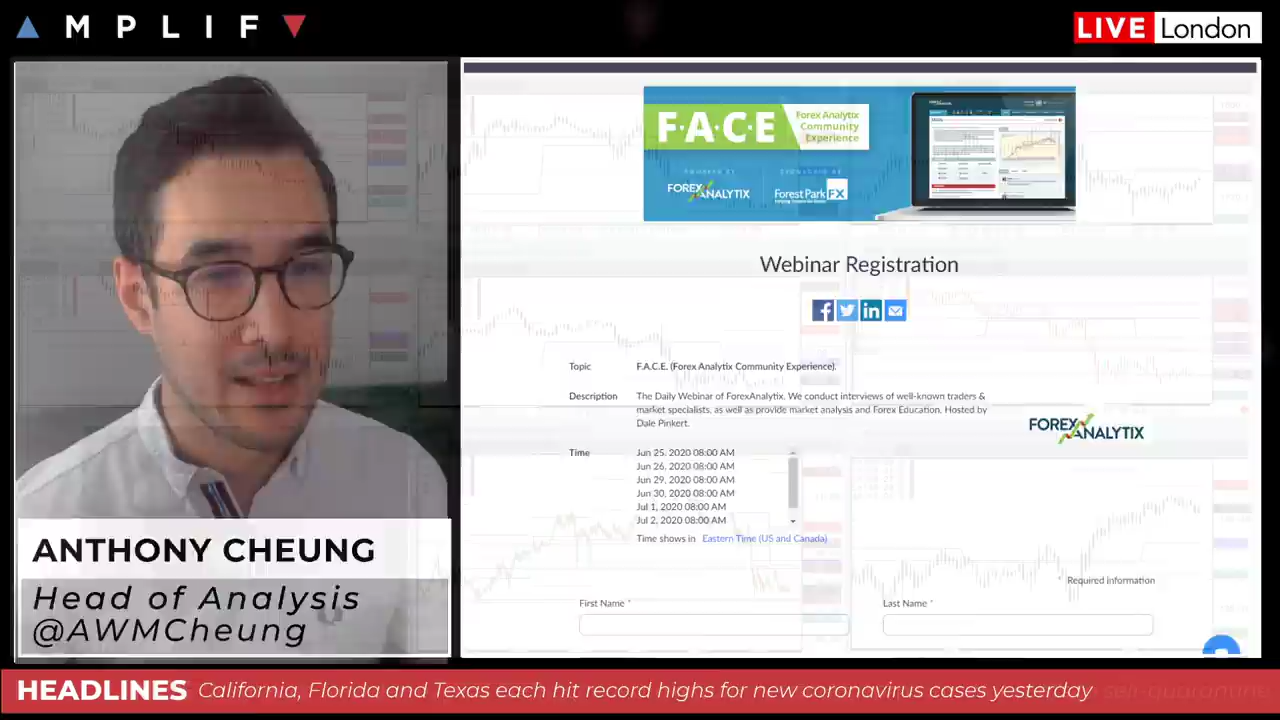 AMPLIFY
LIVE London
F·A·C·E
Forex Analytix
Community
Experience
FOREX ANALYTIX
Forest Park FX
Webinar Registration
Topic
F.A.C.E. (Forex Analytix Community Experience).
Description
The Daily Webinar of ForexAnalytix. We conduct interviews of well-known traders &
market specialists, as well as provide market analysis and Forex Education. Hosted by
Dale Pinkert.
FOREX ANALYTIX
Time
Jun 25, 2020 08:00 AM
Jun 26, 2020 08:00 AM
Jun 29, 2020 08:00 AM
Jun 30, 2020 08:00 AM
Jul 1, 2020 08:00 AM
Jul 2, 2020 08:00 AM
Time shows in Eastern Time (US and Canada)
* Required information
First Name *
Last Name *
ANTHONY CHEUNG
Head of Analysis
@AWMCheung
HEADLINES California, Florida and Texas each hit record highs for new coronavirus cases yesterday
self-quarantine